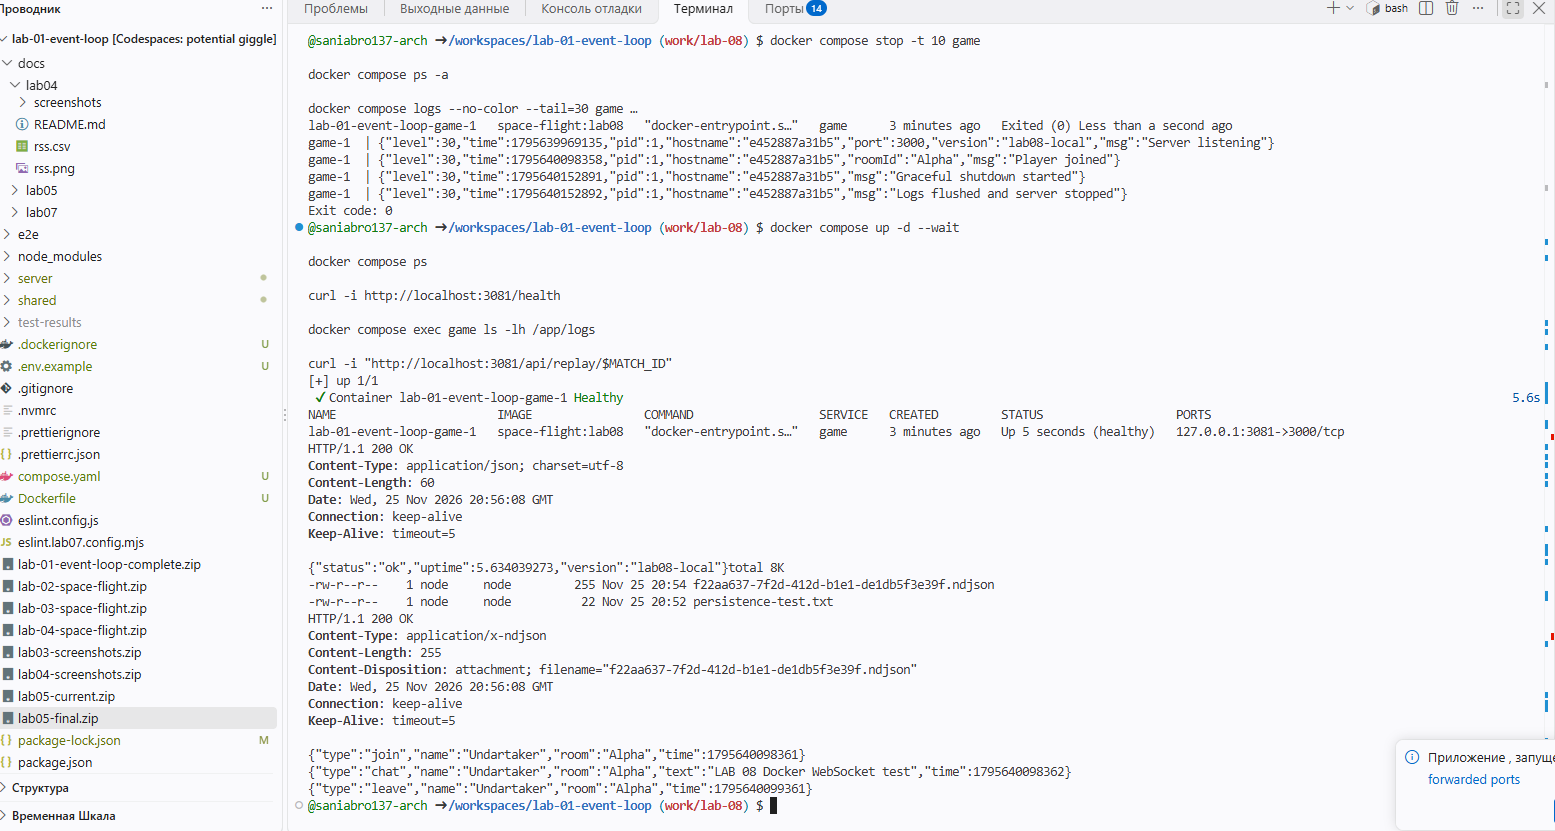 Проводник
···
lab-01-event-loop [Codespaces: potential giggle]
docs
lab04
screenshots
README.md
rss.csv
rss.png
lab05
lab07
e2e
node_modules
server
shared
test-results
.dockerignore U
.env.example U
.gitignore
.nvmrc
.prettierignore
.prettierrc.json
compose.yaml U
Dockerfile U
eslint.config.js
eslint.lab07.config.mjs
lab-01-event-loop-complete.zip
lab-02-space-flight.zip
lab-03-space-flight.zip
lab-04-space-flight.zip
lab03-screenshots.zip
lab04-screenshots.zip
lab05-current.zip
lab05-final.zip
package-lock.json M
package.json
Структура
Временная Шкала
Проблемы Выходные данные Консоль отладки Терминал Порты 14 bash ···
@saniabro137-arch →/workspaces/lab-01-event-loop (work/lab-08) $ docker compose stop -t 10 game
docker compose ps -a
docker compose logs --no-color --tail=30 game …
lab-01-event-loop-game-1 space-flight:lab08 "docker-entrypoint.s…" game 3 minutes ago Exited (0) Less than a second ago
game-1 | {"level":30,"time":1795639969135,"pid":1,"hostname":"e452887a31b5","port":3000,"version":"lab08-local","msg":"Server listening"}
game-1 | {"level":30,"time":1795640098358,"pid":1,"hostname":"e452887a31b5","roomId":"Alpha","msg":"Player joined"}
game-1 | {"level":30,"time":1795640152891,"pid":1,"hostname":"e452887a31b5","msg":"Graceful shutdown started"}
game-1 | {"level":30,"time":1795640152892,"pid":1,"hostname":"e452887a31b5","msg":"Logs flushed and server stopped"}
Exit code: 0
@saniabro137-arch →/workspaces/lab-01-event-loop (work/lab-08) $ docker compose up -d --wait
docker compose ps
curl -i http://localhost:3081/health
docker compose exec game ls -lh /app/logs
curl -i "http://localhost:3081/api/replay/$MATCH_ID"
[+] up 1/1
✓Container lab-01-event-loop-game-1 Healthy 5.6s
NAME IMAGE COMMAND SERVICE CREATED STATUS PORTS
lab-01-event-loop-game-1 space-flight:lab08 "docker-entrypoint.s…" game 3 minutes ago Up 5 seconds (healthy) 127.0.0.1:3081->3000/tcp
HTTP/1.1 200 OK
Content-Type: application/json; charset=utf-8
Content-Length: 60
Date: Wed, 25 Nov 2026 20:56:08 GMT
Connection: keep-alive
Keep-Alive: timeout=5
{"status":"ok","uptime":5.634039273,"version":"lab08-local"}total 8K
-rw-r--r-- 1 node node 255 Nov 25 20:54 f22aa637-7f2d-412d-b1e1-de1db5f3e39f.ndjson
-rw-r--r-- 1 node node 22 Nov 25 20:52 persistence-test.txt
HTTP/1.1 200 OK
Content-Type: application/x-ndjson
Content-Length: 255
Content-Disposition: attachment; filename="f22aa637-7f2d-412d-b1e1-de1db5f3e39f.ndjson"
Date: Wed, 25 Nov 2026 20:56:08 GMT
Connection: keep-alive
Keep-Alive: timeout=5
{"type":"join","name":"Undartaker","room":"Alpha","time":1795640098361}
{"type":"chat","name":"Undartaker","room":"Alpha","text":"LAB 08 Docker WebSocket test","time":1795640098362}
{"type":"leave","name":"Undartaker","room":"Alpha","time":1795640099361}
@saniabro137-arch →/workspaces/lab-01-event-loop (work/lab-08) $
Приложение , запуще
forwarded ports